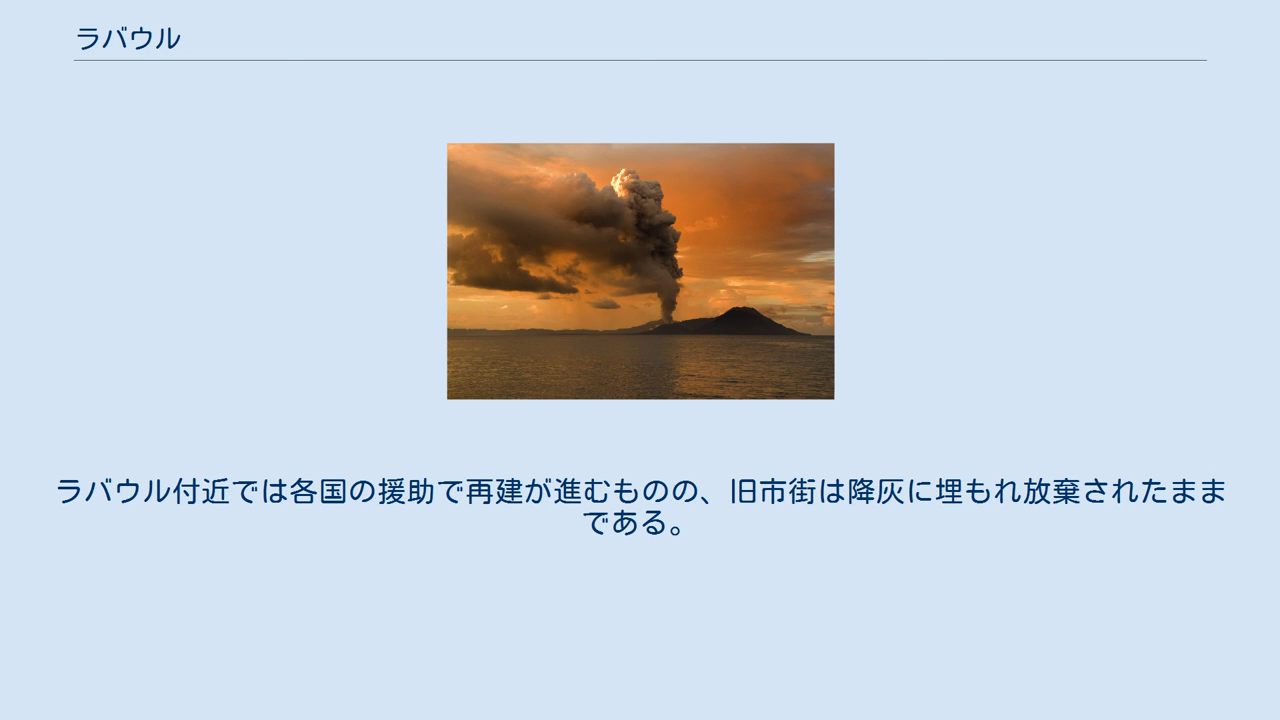 ラバウル
ラバウル付近では各国の援助で再建が進むものの、旧市街は降灰に埋もれ放棄されたまま
である。